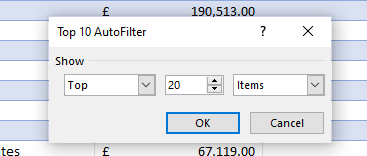 £ 190,513.00
Top 10 AutoFilter ? ×
Show
Top 20 Items
OK Cancel
tes £ 67,119.00